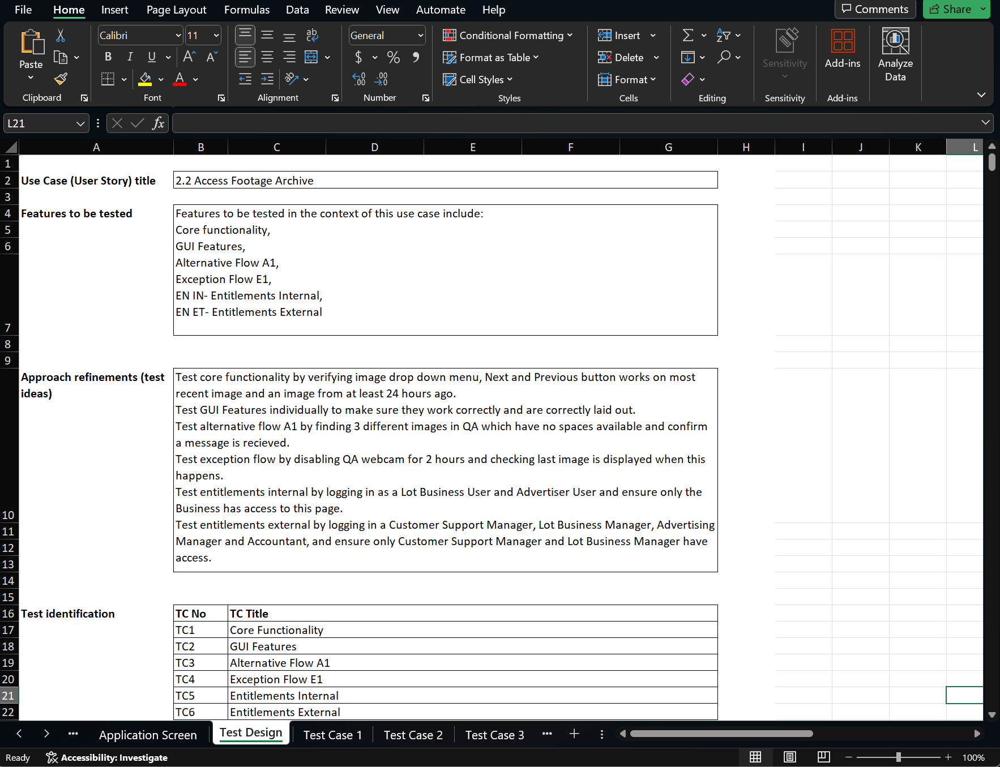 File Home Insert Page Layout Formulas Data Review View Automate Help Comments Share
Paste
Clipboard
Calibri 11
B I U A A
A
Font
ab
Alignment
General
$ % 9
.00 .00
Number
Conditional Formatting
Format as Table
Cell Styles
Styles
Insert
Delete
Format
Cells
Editing
Sensitivity
Sensitivity
Add-ins
Add-ins
Analyze
Data
L21 fx
A B C D E F G H I J K L
1
2 Use Case (User Story) title 2.2 Access Footage Archive
3
4 Features to be tested Features to be tested in the context of this use case include:
5 Core functionality,
6 GUI Features,
Alternative Flow A1,
Exception Flow E1,
EN IN- Entitlements Internal,
EN ET- Entitlements External
7
8
9
Approach refinements (test Test core functionality by verifying image drop down menu, Next and Previous button works on most
ideas) recent image and an image from at least 24 hours ago.
Test GUI Features individually to make sure they work correctly and are correctly laid out.
Test alternative flow A1 by finding 3 different images in QA which have no spaces available and confirm
a message is recieved.
Test exception flow by disabling QA webcam for 2 hours and checking last image is displayed when this
happens.
Test entitlements internal by logging in as a Lot Business User and Advertiser User and ensure only the
10 Business has access to this page.
11 Test entitlements external by logging in a Customer Support Manager, Lot Business Manager, Advertising
12 Manager and Accountant, and ensure only Customer Support Manager and Lot Business Manager have
13 access.
14
15
16 Test identification TC No TC Title
17 TC1 Core Functionality
18 TC2 GUI Features
19 TC3 Alternative Flow A1
20 TC4 Exception Flow E1
21 TC5 Entitlements Internal
22 TC6 Entitlements External
Application Screen Test Design Test Case 1 Test Case 2 Test Case 3
Ready Accessibility: Investigate 100%